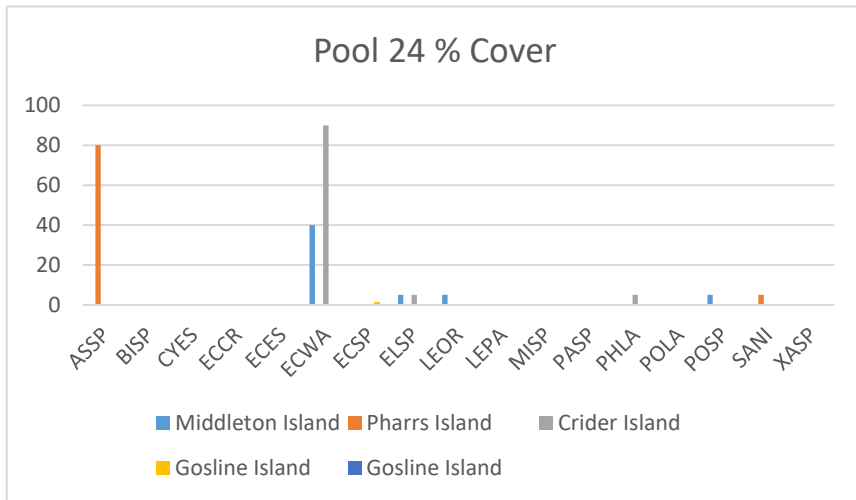 Pool 24 % Cover
100
80
60
40
20
0
ASSP BISP CYES ECCR ECES ECWA ECSP ELSP LEOR LEPA MISP PASP PHLA POLA POSP SANI XASP
Middleton Island Pharrs Island Crider Island
Gosline Island Gosline Island